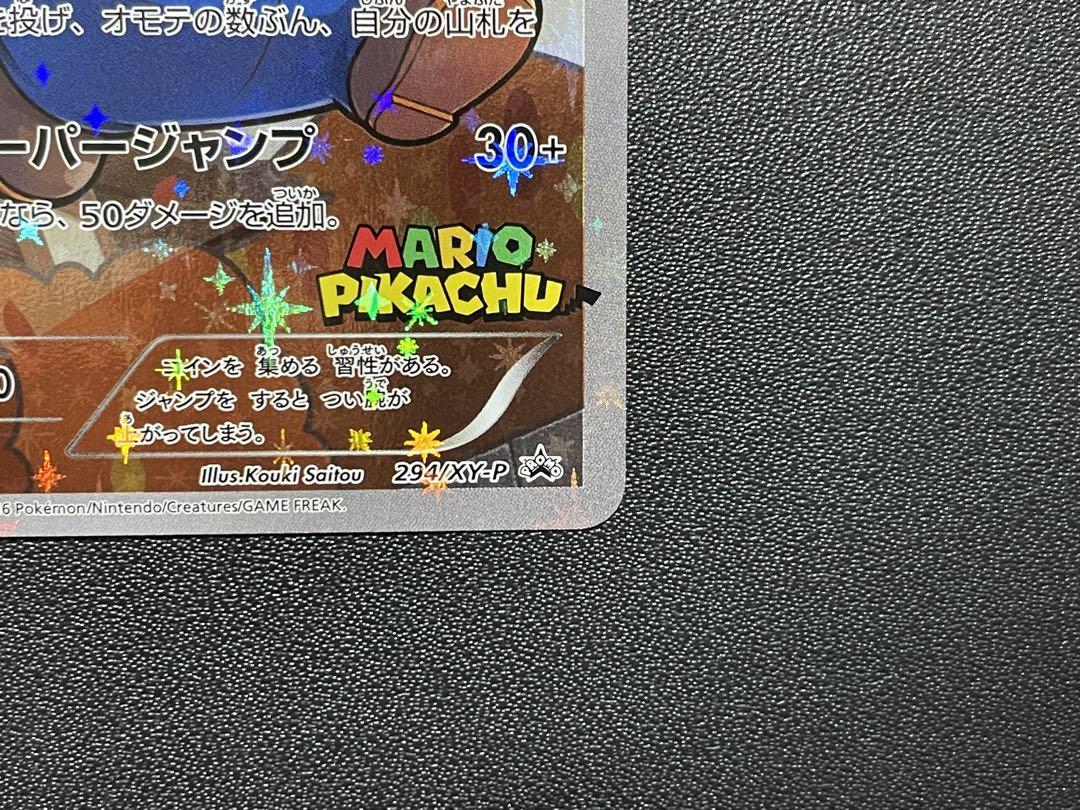 を投げ、オモテの数ぶん、自分の山札を
ーパージャンプ 30+
なら、50ダメージを追加。
MARIO
PIKACHU
0
コインを 集める 習性がある。
ジャンプを すると つい腕が
上がってしまう。
Illus.Kouki Saitou 294/XY-P
6 Pokémon/Nintendo/Creatures/GAME FREAK.